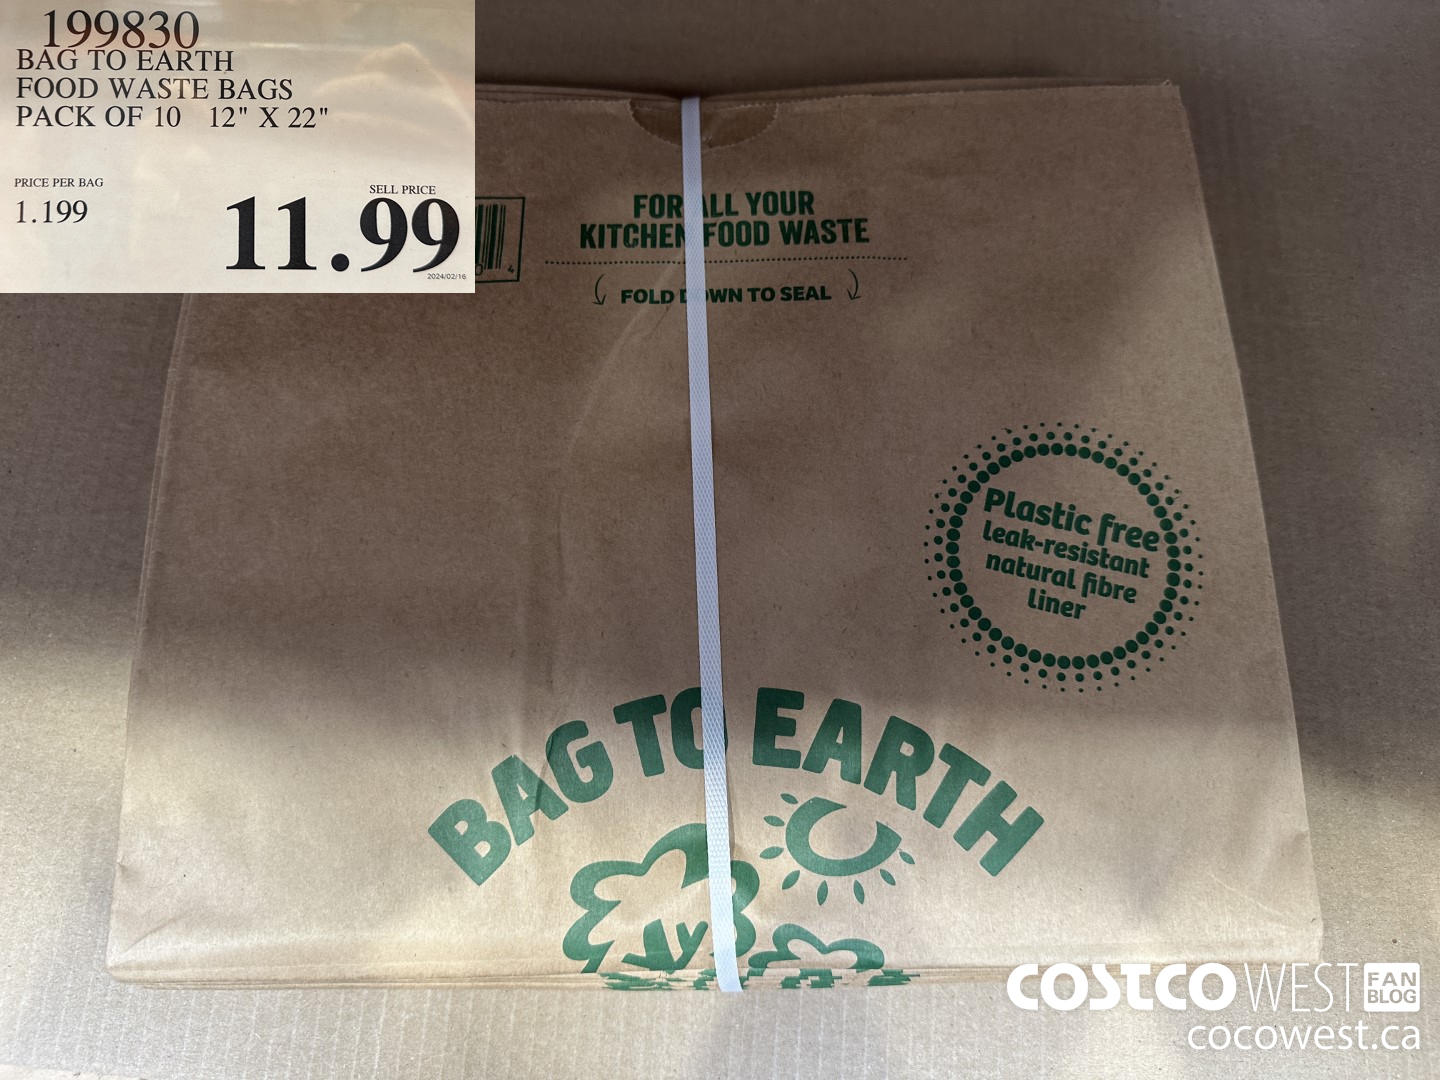 199830
BAG TO EARTH
FOOD WASTE BAGS
PACK OF 10 12" X 22"
PRICE PER BAG
1.199
SELL PRICE
11.99
2024/02/16
0 4
FOR ALL YOUR
KITCHEN FOOD WASTE
FOLD DOWN TO SEAL
Plastic free
leak-resistant
natural fibre
liner
BAG TO EARTH
COSTCO WEST FAN BLOG
cocowest.ca